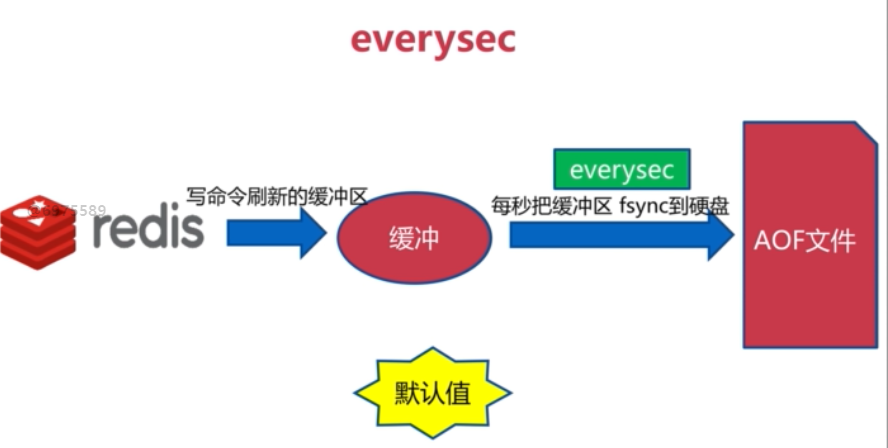 everysec
everysec
写命令刷新的缓冲区
每秒把缓冲区 fsync到硬盘
redis
缓冲
AOF文件
默认值